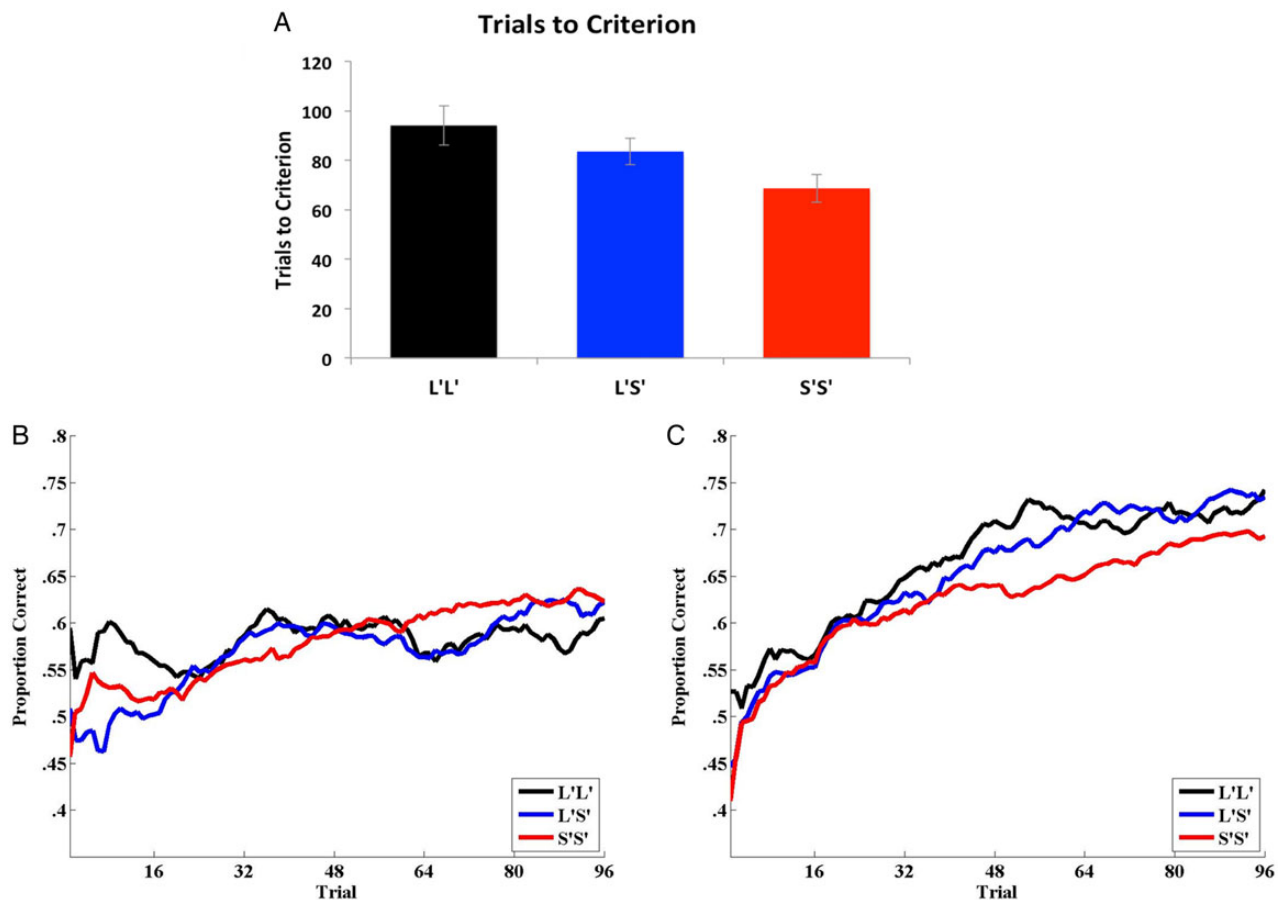 A
Trials to Criterion
Trials to Criterion
120
100
80
60
40
20
0
L'L'
L'S'
S'S'
B
Proportion Correct
.8
.75
.7
.65
.6
.55
.5
.45
.4
L'L'
L'S'
S'S'
16
32
48
64
80
96
Trial
C
Proportion Correct
.8
.75
.7
.65
.6
.55
.5
.45
.4
L'L'
L'S'
S'S'
16
32
48
64
80
96
Trial